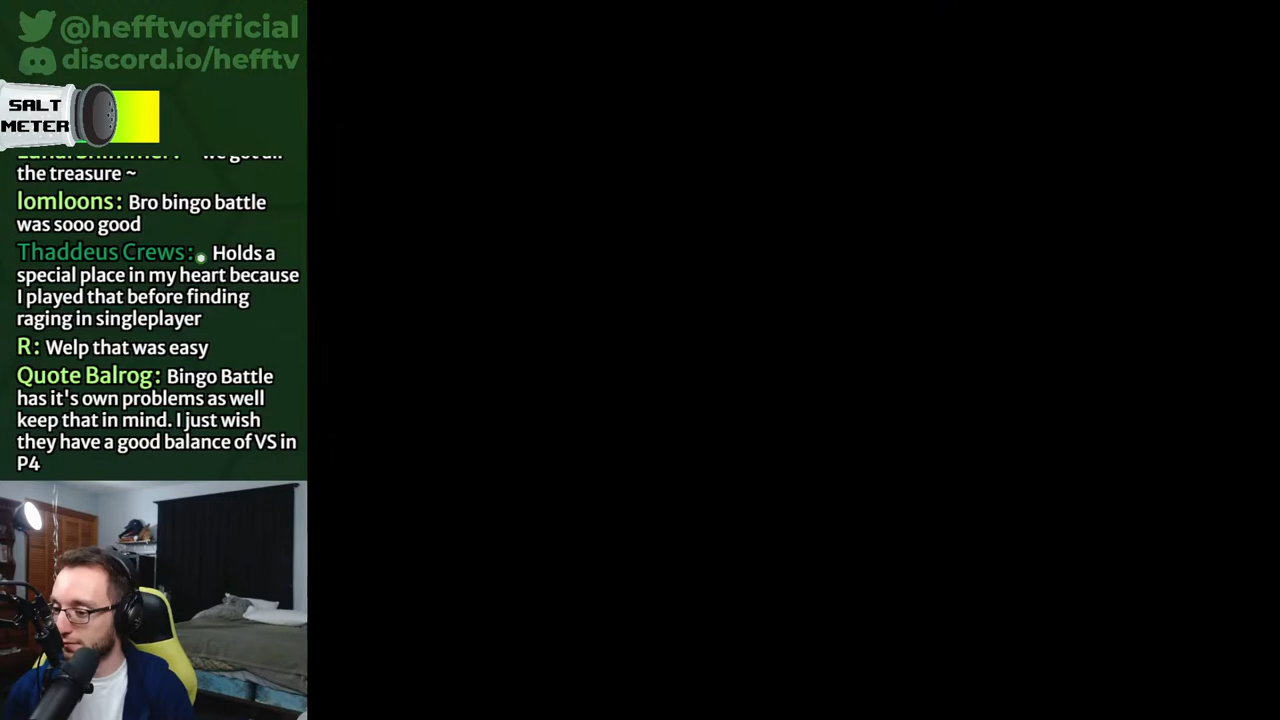 @hefftvofficial
discord.io/hefftv
SALT
METER
we got all
the treasure ~
lomloons: Bro bingo battle
was sooo good
Thaddeus Crews: Holds a
special place in my heart because
I played that before finding
raging in singleplayer
R: Welp that was easy
Quote Balrog: Bingo Battle
has it's own problems as well
keep that in mind. I just wish
they have a good balance of VS in
P4